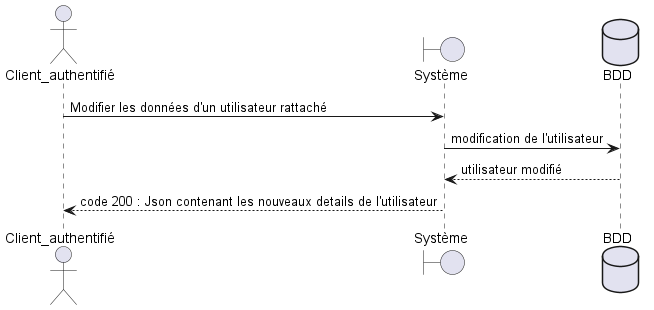 Client_authentifié
Système
BDD
Modifier les données d'un utilisateur rattaché
modification de l'utilisateur
utilisateur modifié
code 200 : Json contenant les nouveaux details de l'utilisateur
Client_authentifié
Système
BDD